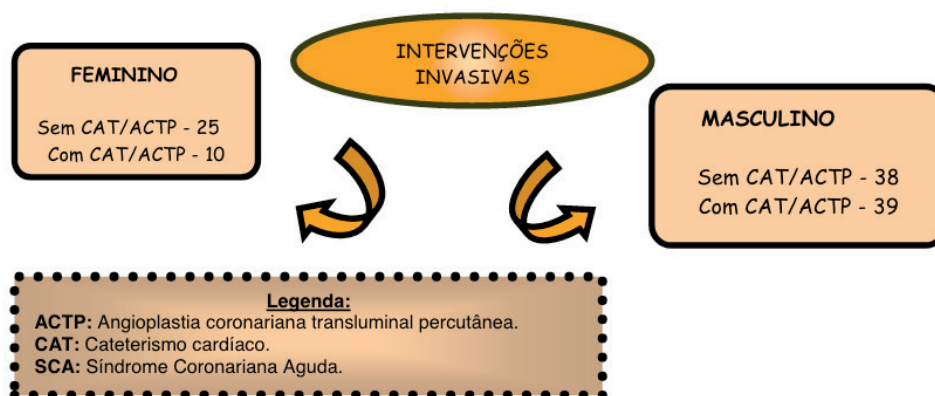 INTERVENÇÕES
INVASIVAS
FEMININO
Sem CAT/ACTP - 25
Com CAT/ACTP - 10
MASCULINO
Sem CAT/ACTP - 38
Com CAT/ACTP - 39
Legenda:
ACTP: Angioplastia coronariana transluminal percutânea.
CAT: Cateterismo cardíaco.
SCA: Síndrome Coronariana Aguda.